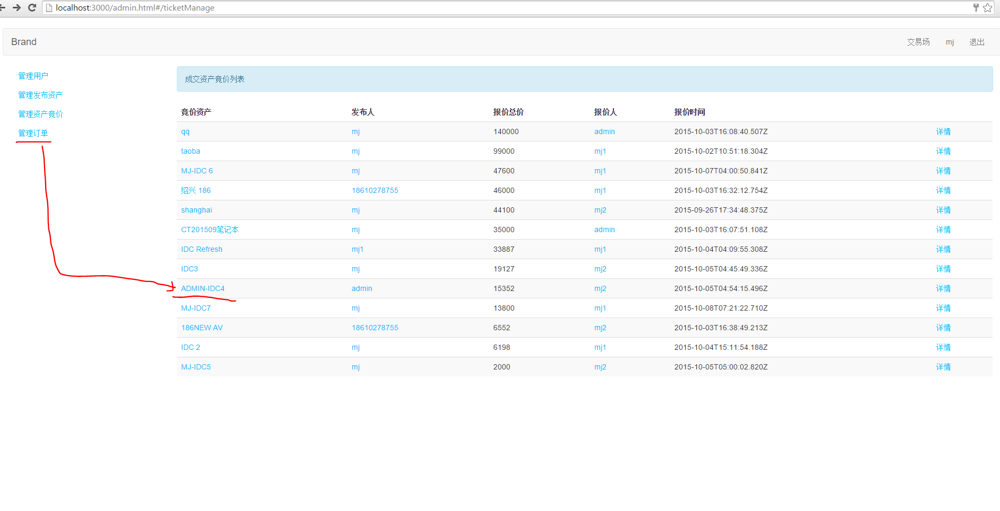 localhost:3000/admin.html#/ticketManage
Brand 交易场 mj 退出
管理用户
管理发布资产
管理资产竞价
管理订单
成交资产竞价列表
竞价资产 发布人 报价总价 报价人 报价时间
qq mj 140000 admin 2015-10-03T16:08:40.507Z 详情
taoba mj 99000 mj1 2015-10-02T10:51:18.304Z 详情
MJ-IDC 6 mj 47600 mj1 2015-10-07T04:00:50.841Z 详情
绍兴 186 18610278755 46000 mj1 2015-10-03T16:32:12.754Z 详情
shanghai mj 44100 mj2 2015-09-26T17:34:48.375Z 详情
CT201509笔记本 mj 35000 admin 2015-10-03T16:07:51.108Z 详情
IDC Refresh mj1 33887 mj1 2015-10-04T04:09:55.308Z 详情
IDC3 mj 19127 mj2 2015-10-05T04:45:49.336Z 详情
ADMIN-IDC4 admin 15352 mj2 2015-10-05T04:54:15.496Z 详情
MJ-IDC7 mj 13800 mj1 2015-10-08T07:21:22.710Z 详情
186NEW AV 18610278755 6552 mj2 2015-10-03T16:38:49.213Z 详情
IDC 2 mj 6198 mj1 2015-10-04T15:11:54.188Z 详情
MJ-IDC5 mj 2000 mj2 2015-10-05T05:00:02.820Z 详情